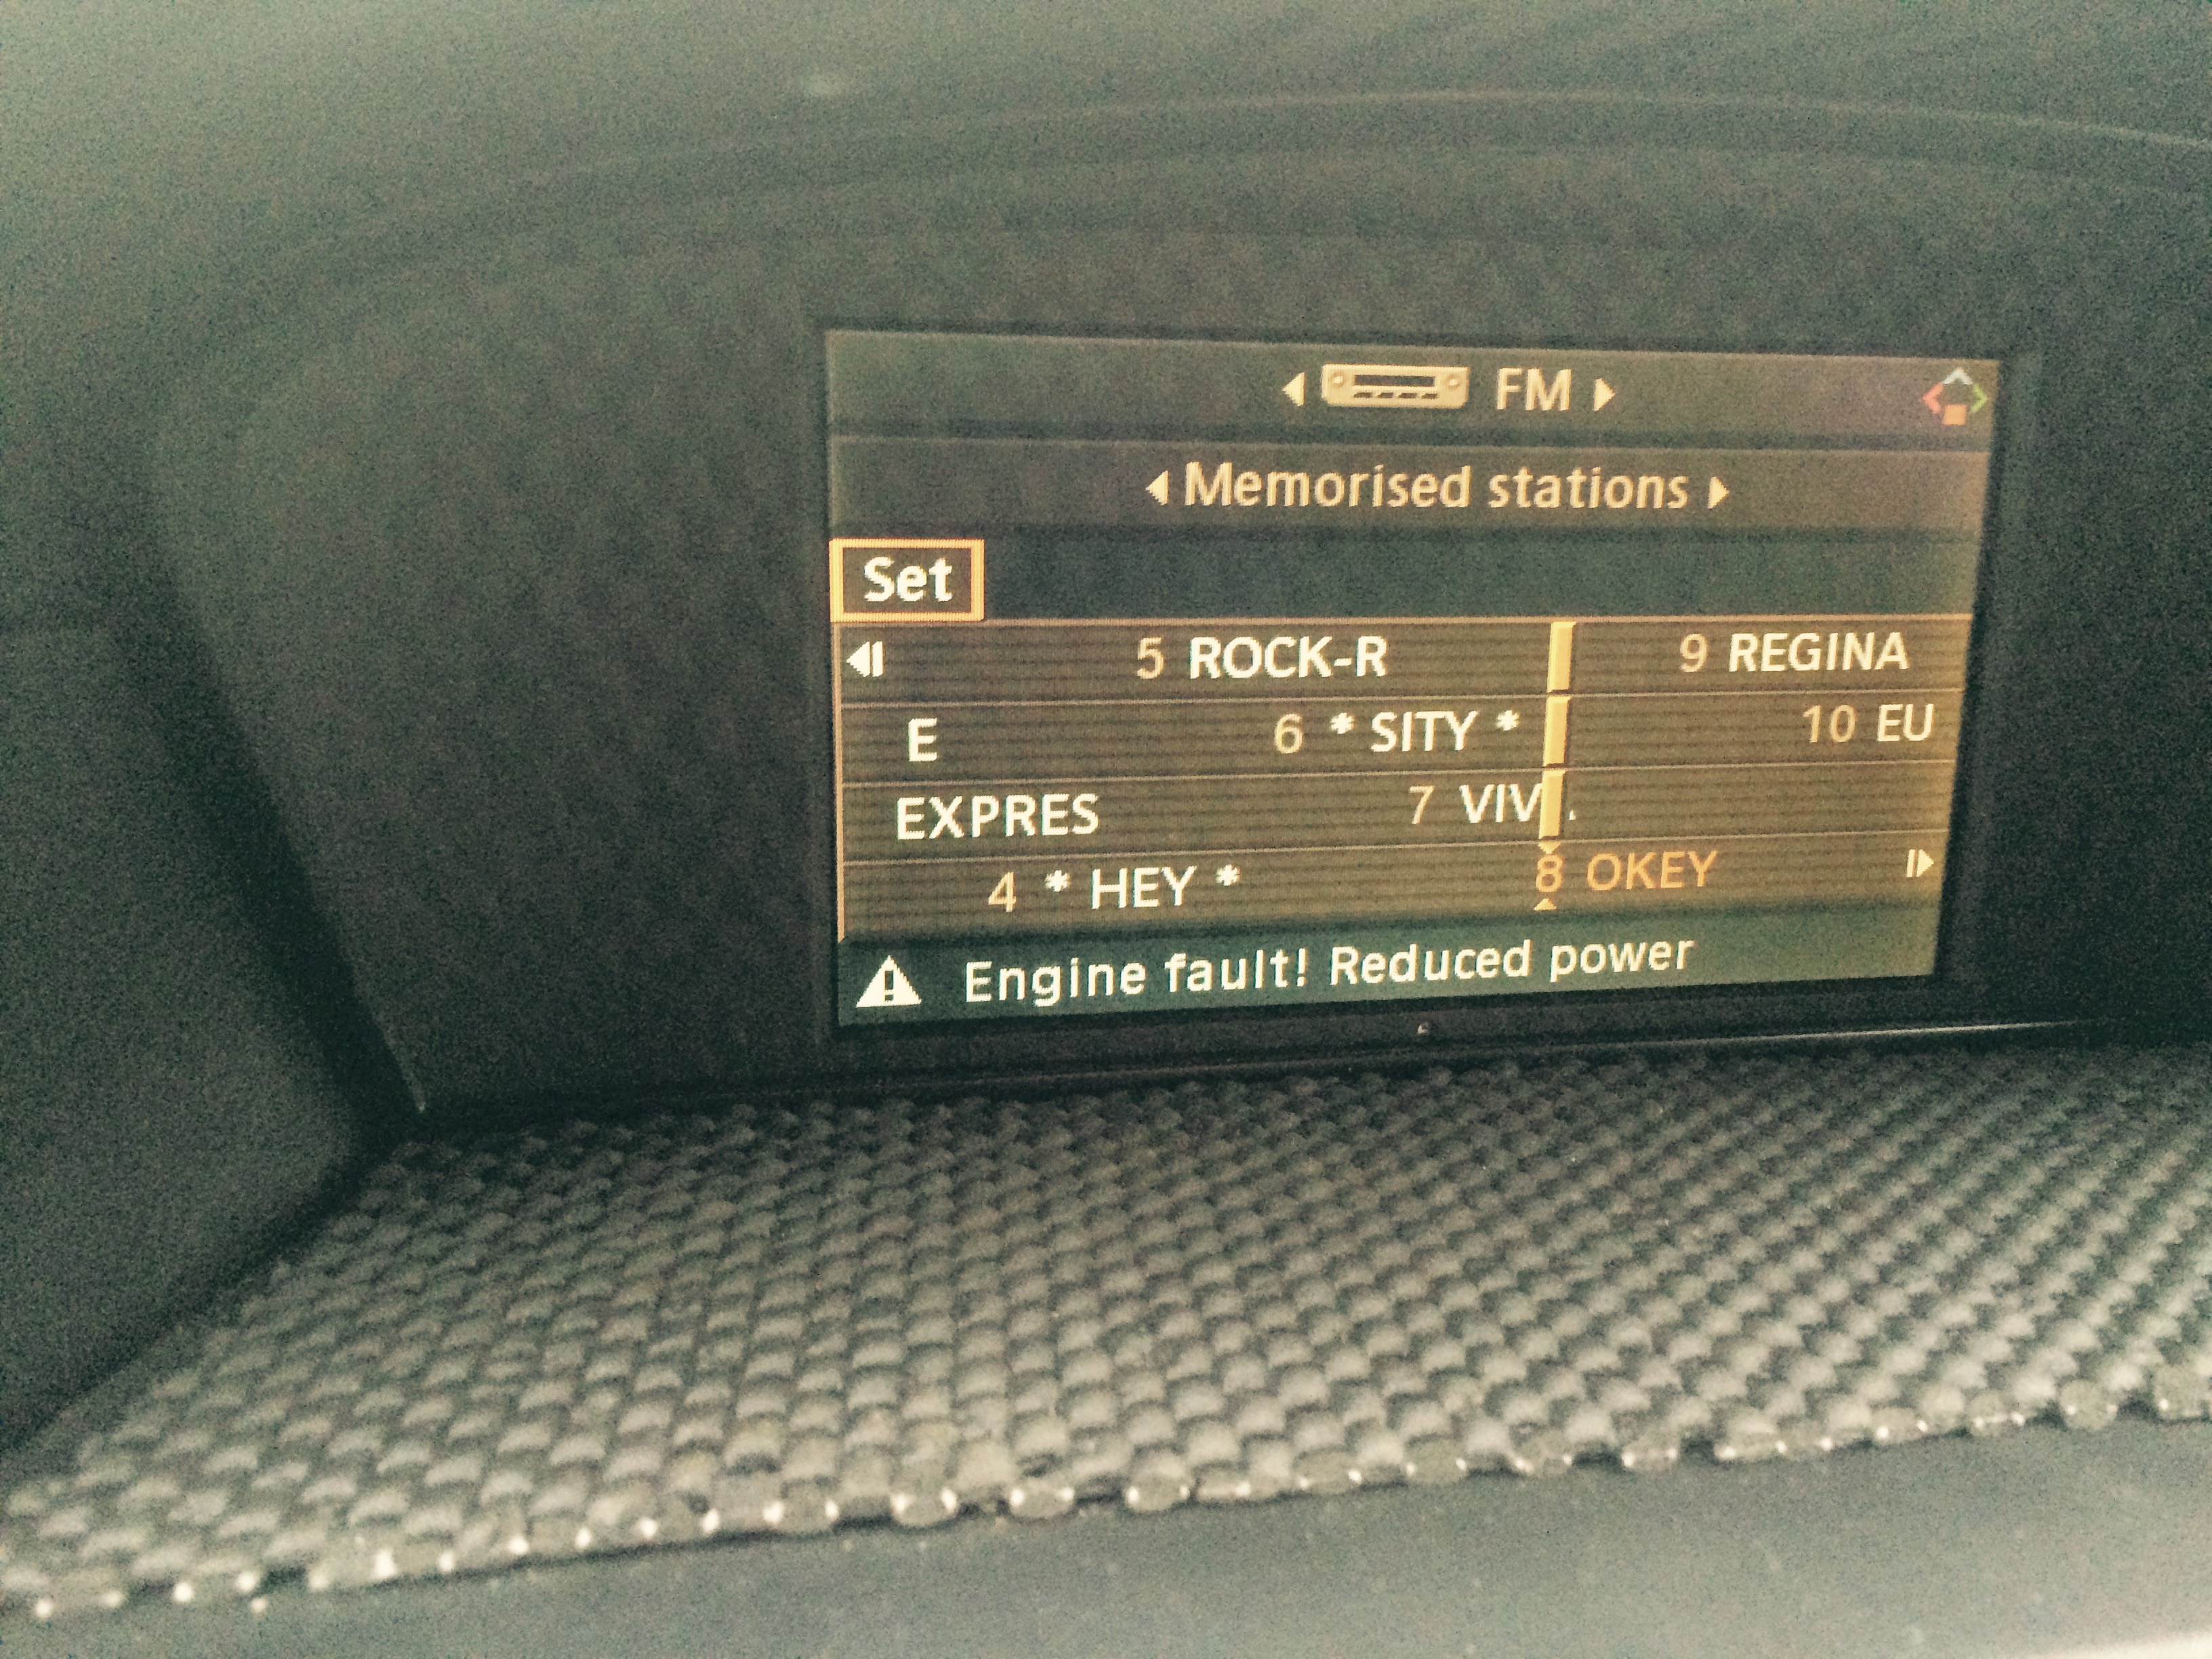 FM
Memorised stations
Set
5 ROCK-R 9 REGINA
E 6 * SITY * 10 EU
EXPRES 7 VIV
4 * HEY * 8 OKEY
Engine fault! Reduced power